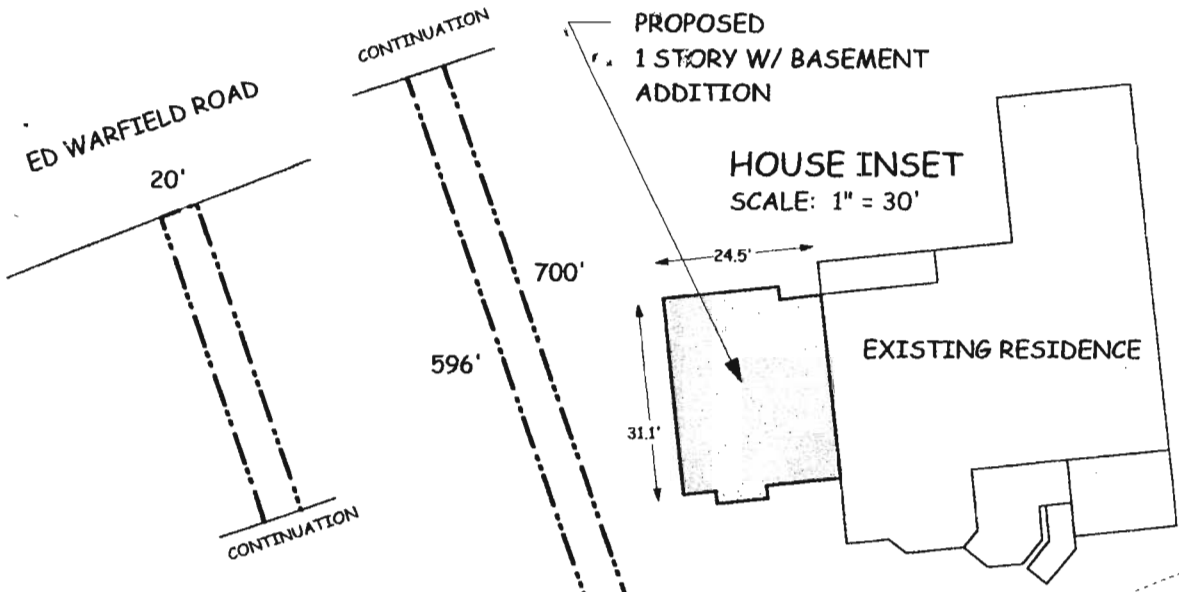 CONTINUATION
PROPOSED
1 STORY W/ BASEMENT
ADDITION
ED WARFIELD ROAD
20'
HOUSE INSET
SCALE: 1" = 30'
24.5'
700'
596'
EXISTING RESIDENCE
31.1'
CONTINUATION